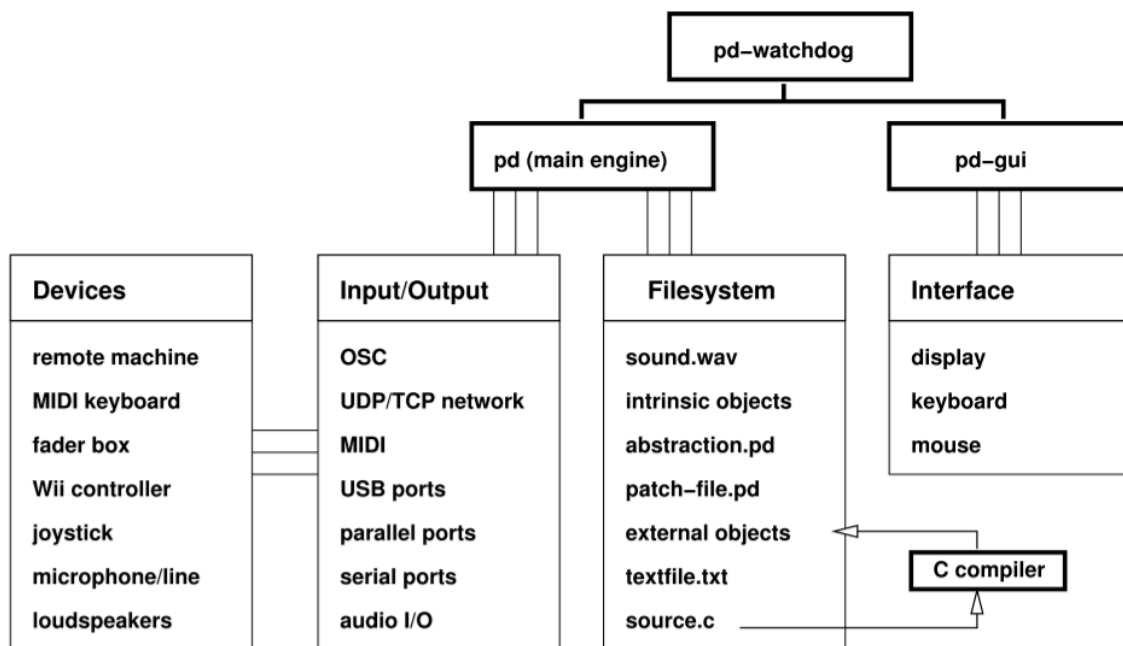 pd−watchdog
pd (main engine)
pd−gui
Devices
remote machine
MIDI keyboard
fader box
Wii controller
joystick
microphone/line
loudspeakers
Input/Output
OSC
UDP/TCP network
MIDI
USB ports
parallel ports
serial ports
audio I/O
Filesystem
sound.wav
intrinsic objects
abstraction.pd
patch−file.pd
external objects
textfile.txt
source.c
Interface
display
keyboard
mouse
C compiler